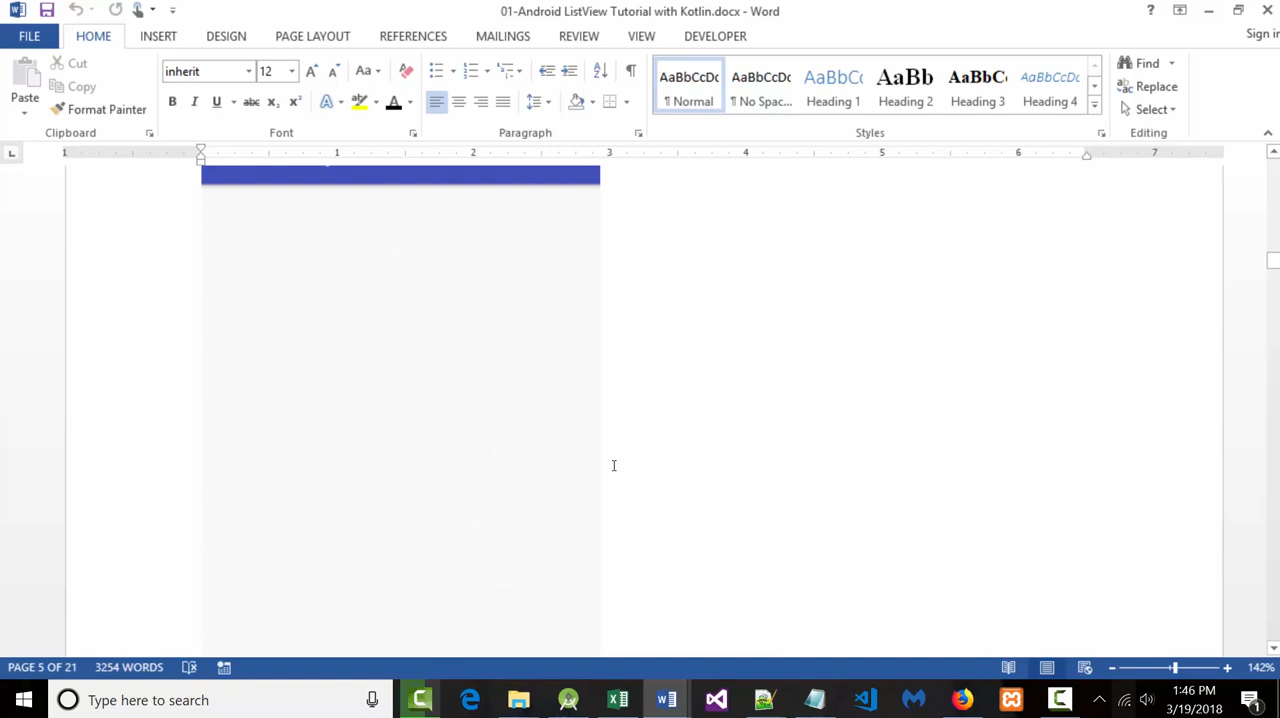 01-Android ListView Tutorial with Kotlin.docx - Word
?
Sign in
FILE HOME INSERT DESIGN PAGE LAYOUT REFERENCES MAILINGS REVIEW VIEW DEVELOPER
Paste
Cut
Copy
Format Painter
Clipboard
inherit 12
Aa
B I U abc x₂ x² A A
Font
Paragraph
AaBbCcDc AaBbCcDc AaBbCc AaBb AaBbC AaBbCcDc
¶ Normal ¶ No Spac... Heading 1 Heading 2 Heading 3 Heading 4
Styles
Find
Replace
Select
Editing
L 1 1 2 3 4 5 6 7
PAGE 5 OF 21 3254 WORDS 142%
Type here to search
1:46 PM
3/19/2018
1